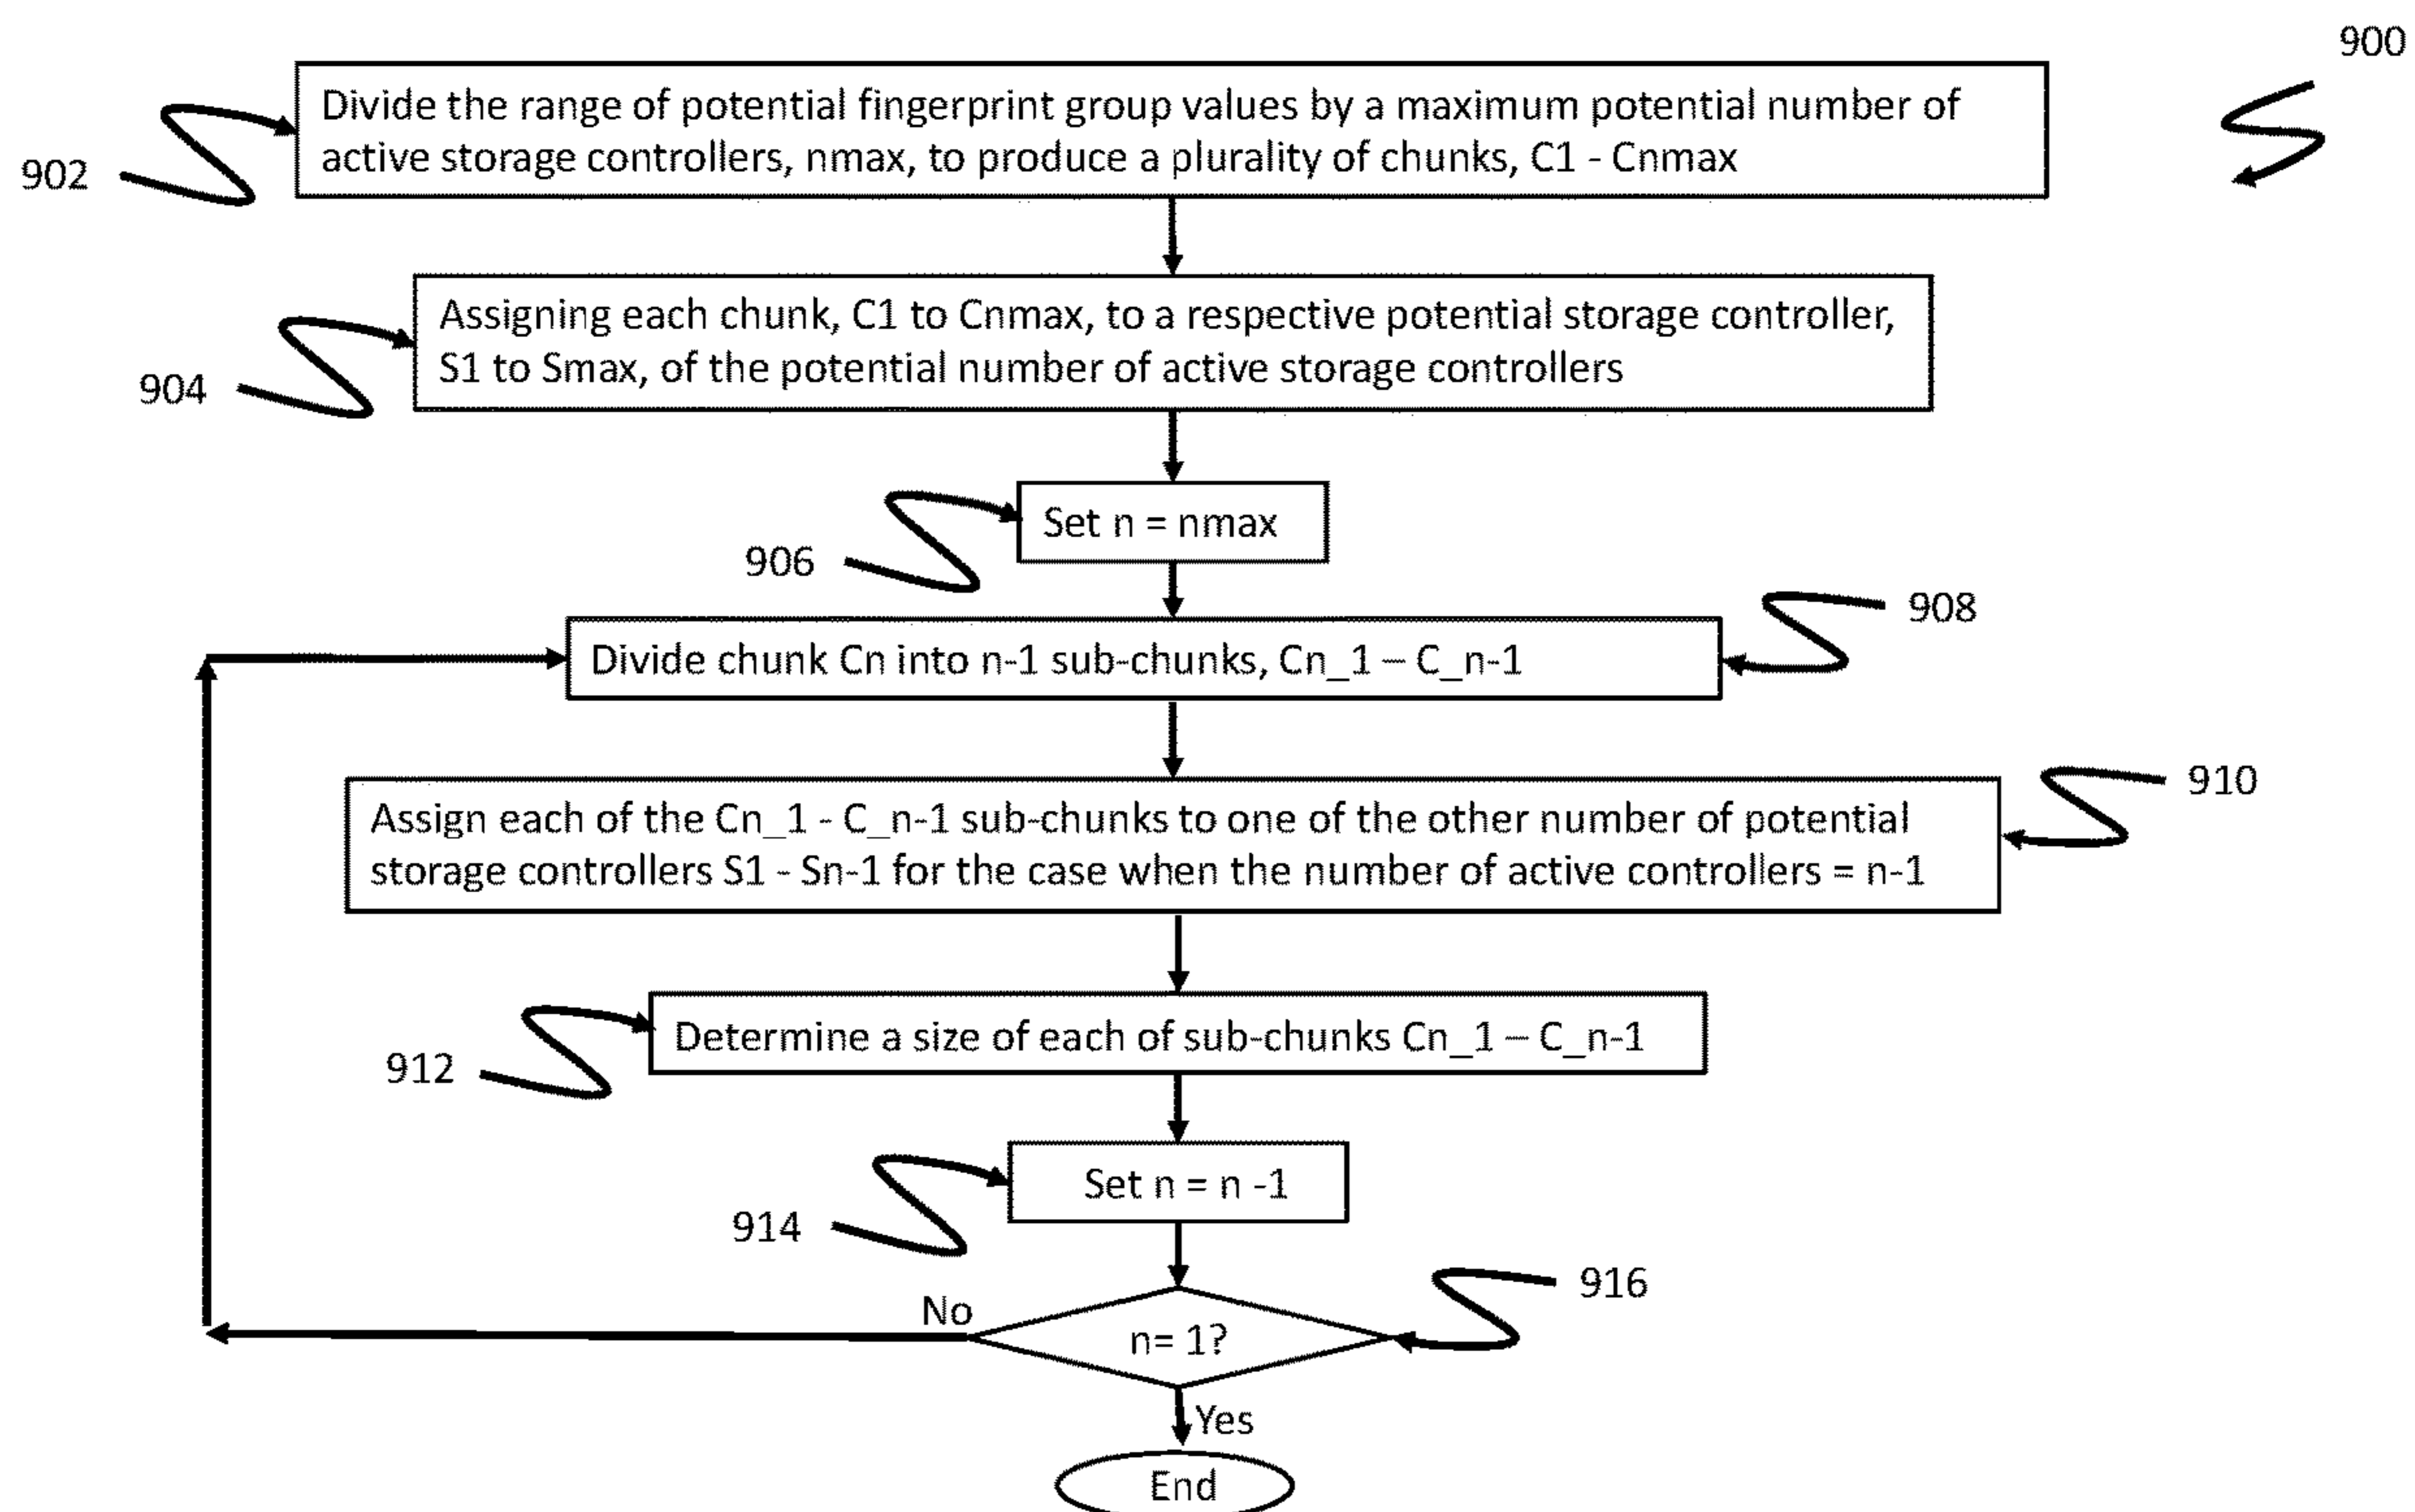 900
Divide the range of potential fingerprint group values by a maximum potential number of
active storage controllers, nmax, to produce a plurality of chunks, C1 - Cnmax
902
Assigning each chunk, C1 to Cnmax, to a respective potential storage controller,
S1 to Smax, of the potential number of active storage controllers
904
Set n = nmax
906
908
Divide chunk Cn into n-1 sub-chunks, Cn_1 – C_n-1
910
Assign each of the Cn_1 - C_n-1 sub-chunks to one of the other number of potential
storage controllers S1 - Sn-1 for the case when the number of active controllers = n-1
Determine a size of each of sub-chunks Cn_1 – C_n-1
912
Set n = n -1
914
916
No
n= 1?
Yes
End